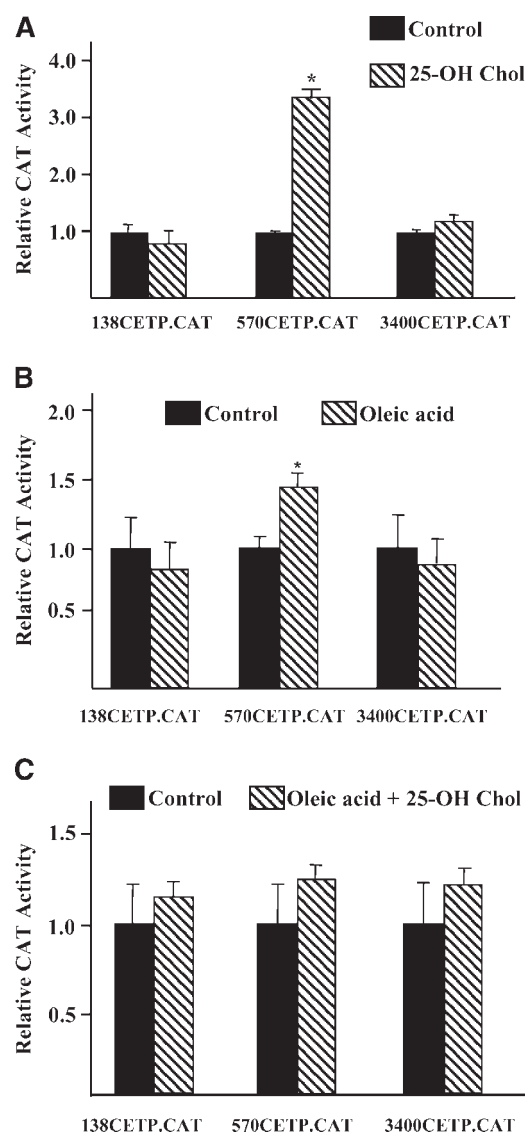 A
Control
25-OH Chol
Relative CAT Activity
4.0
3.0
2.0
1.0
*
138CETP.CAT 570CETP.CAT 3400CETP.CAT
B
Control Oleic acid
Relative CAT Activity
2.0
1.5
1.0
0.5
*
138CETP.CAT 570CETP.CAT 3400CETP.CAT
C
Control Oleic acid + 25-OH Chol
Relative CAT Activity
1.5
1.0
0.5
138CETP.CAT 570CETP.CAT 3400CETP.CAT